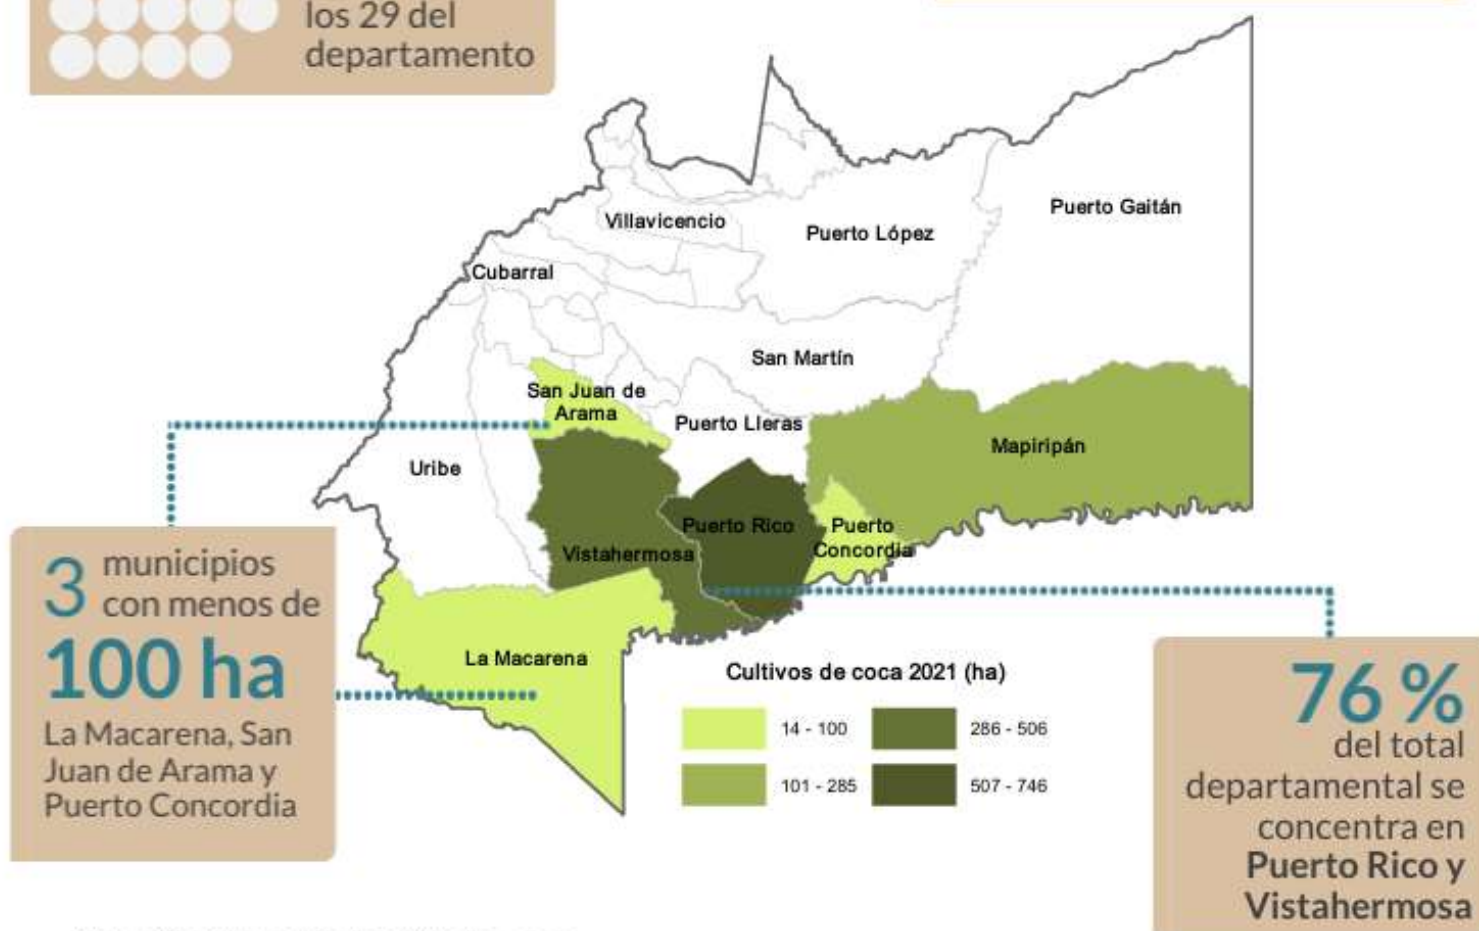 los 29 del
departamento
Villavicencio
Puerto López
Puerto Gaitán
Cubarral
San Martín
San Juan de
Arama
Puerto Lleras
Mapiripán
Uribe
Puerto Rico
Puerto
Concordia
Vistahermosa
La Macarena
3 municipios
con menos de
100 ha
La Macarena, San
Juan de Arama y
Puerto Concordia
Cultivos de coca 2021 (ha)
14 - 100
286 - 506
101 - 285
507 - 746
76 %
del total
departamental se
concentra en
Puerto Rico y
Vistahermosa